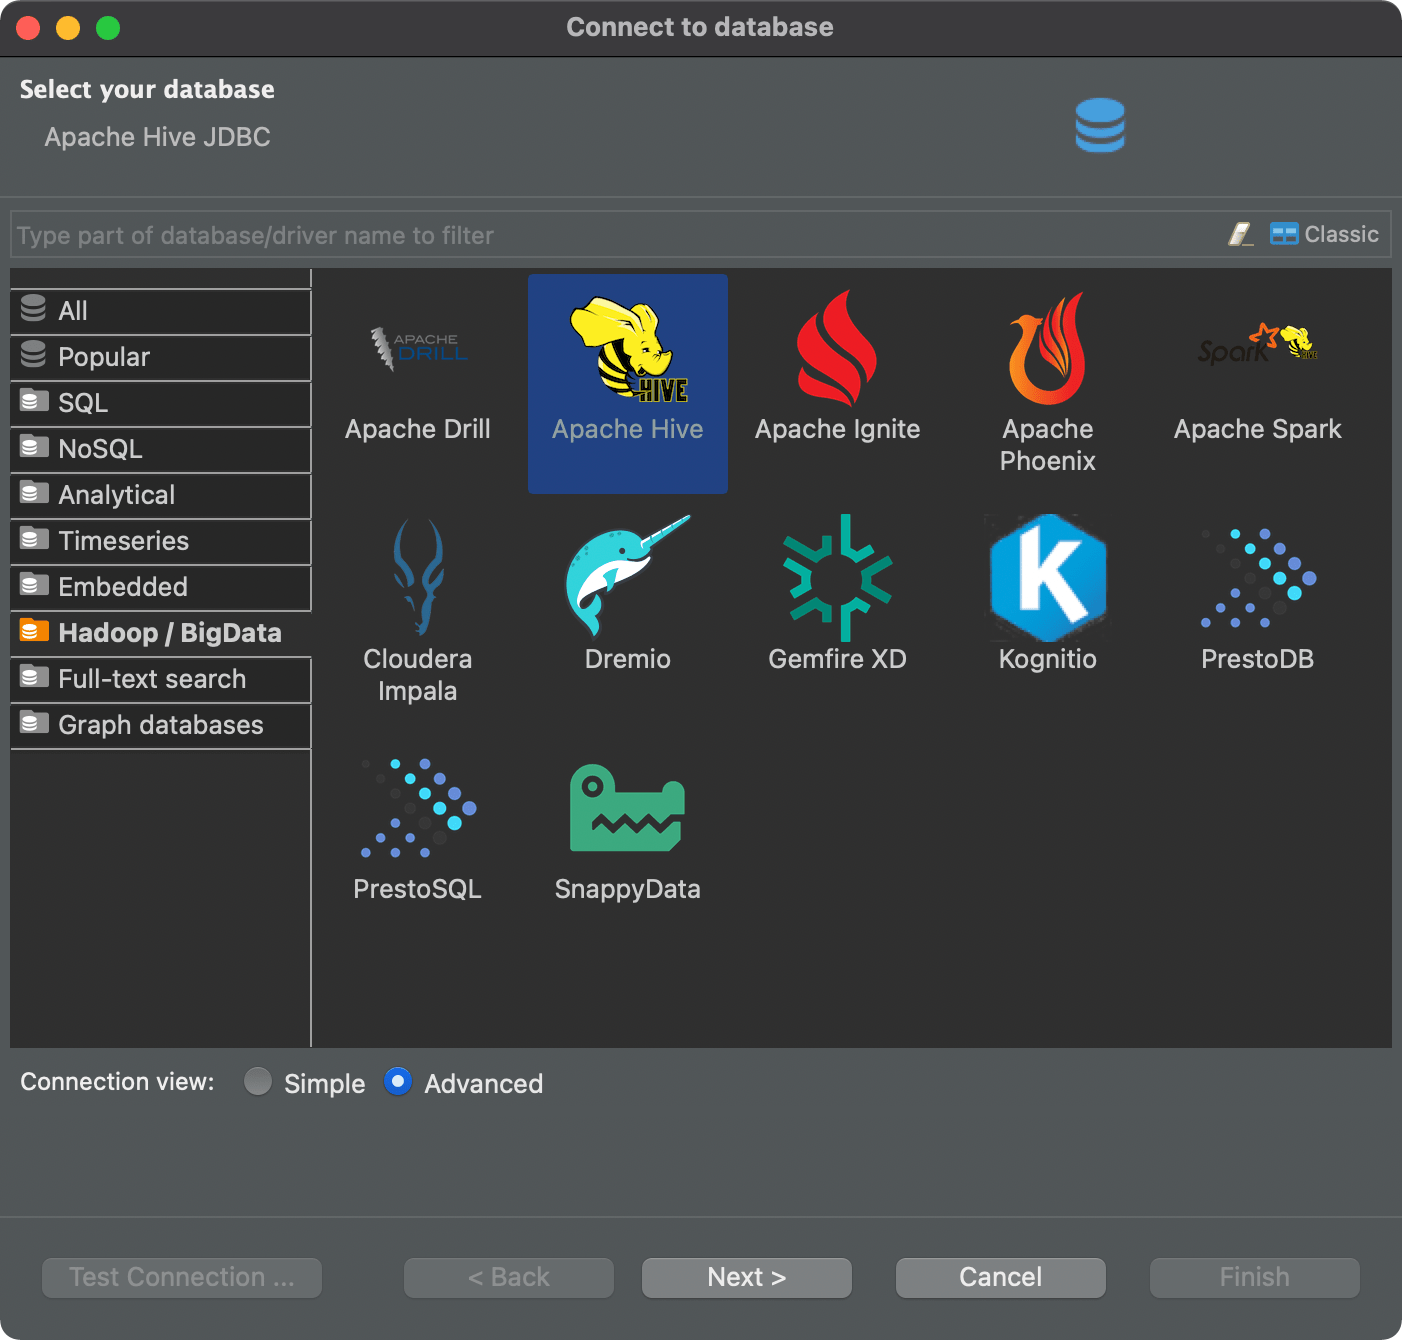 Connect to database
Select your database
Apache Hive JDBC
Type part of database/driver name to filter
Classic
All
Popular
SQL
NoSQL
Analytical
Timeseries
Embedded
Hadoop / BigData
Full-text search
Graph databases
APACHE
DRILL
Apache Drill
HIVE
Apache Hive
Apache Ignite
Apache
Phoenix
Spark
HIVE
Apache Spark
Cloudera
Impala
Dremio
Gemfire XD
K
Kognitio
PrestoDB
PrestoSQL
SnappyData
Connection view:
Simple
Advanced
Test Connection ...
< Back
Next >
Cancel
Finish